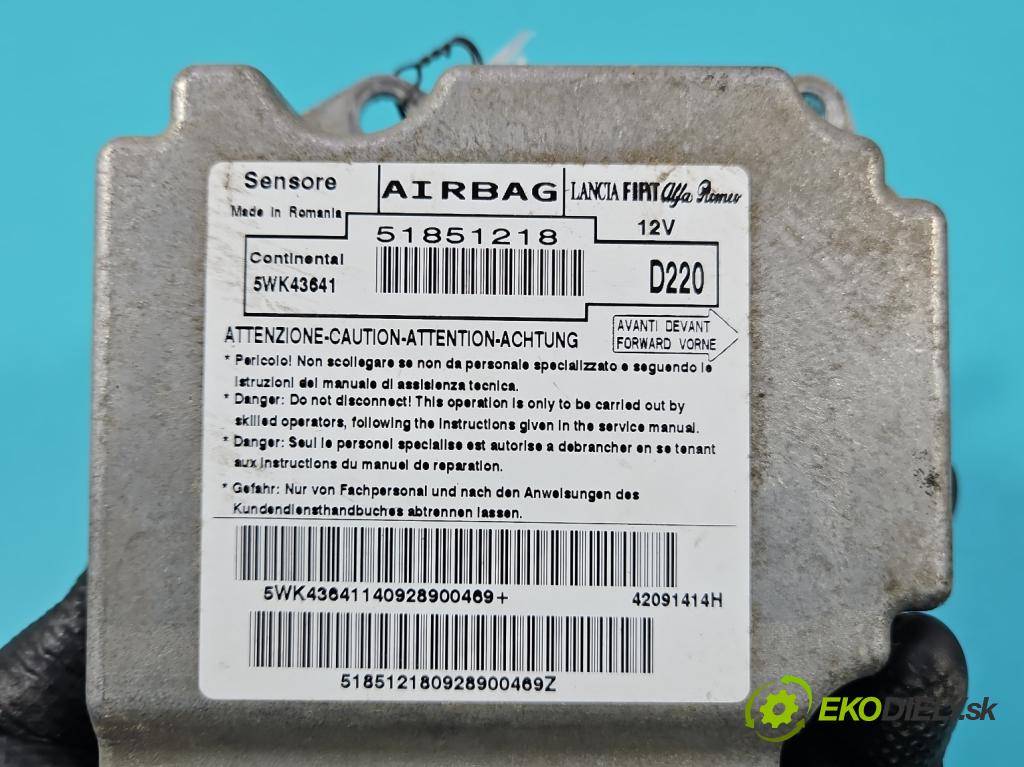 Sensore AIRBAG LANCIA FIAT Alfa Romeo
Made in Romania 51851218 12V
Continental
5WK43641 D220
ATTENZIONE-CAUTION-ATTENTION-ACHTUNG
AVANTI DEVANT
FORWARD VORNE
* Pericolo! Non scollegare se non da personale specializzato e seguendo le
istruzioni del manuale di assisienza tecnica.
* Danger: Do not disconnect! This operation is only to be carried out by
skilled operators, following the instructions given in the service manual.
* Danger: Seul le personel specialise est autorise a debrancher en se tenant
aux instructions du manuel de reparation.
* Gefahr: Nur von Fachpersonal und nach den Anweisungen des
Kundendiensthandbuches abtrennen lassen.
5WK43641140928900469+ 42091414H
518512180928900469Z
EKODIELY.sk